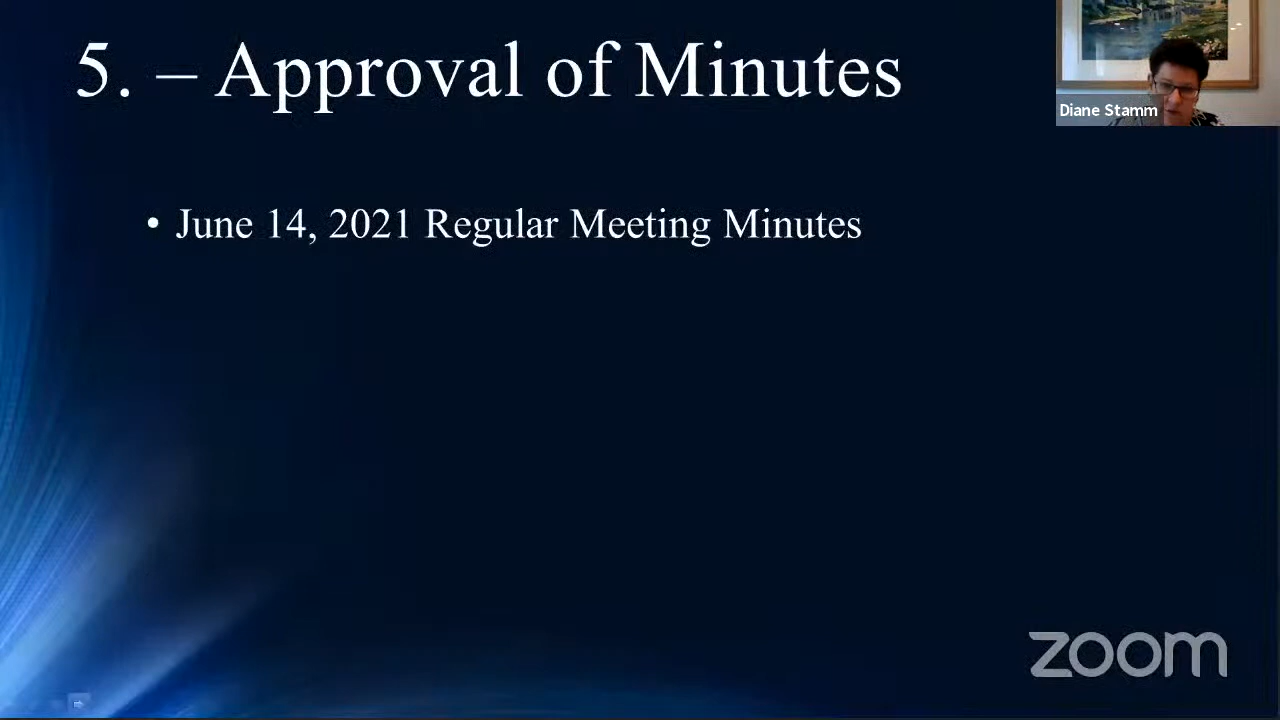 5. – Approval of Minutes
Diane Stamm
• June 14, 2021 Regular Meeting Minutes
zoom